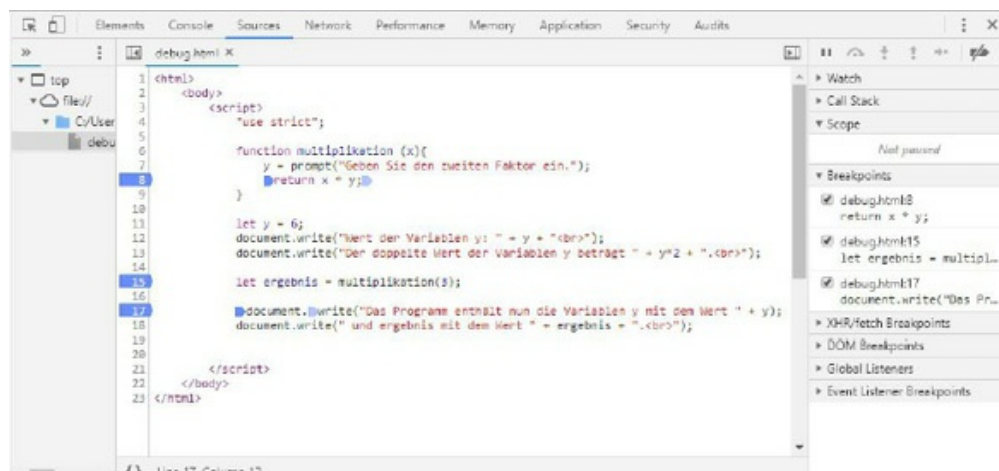 Elements Console Sources Network Performance Memory Application Security Audits
debug.html ×
top
file://
C:/User
debu
1 <html>
2 <body>
3 <script>
4 "use strict";
5
6 function multiplikation (x){
7 y = prompt("Geben Sie den zweiten Faktor ein.");
8 return x * y;
9 }
10
11 let y = 6;
12 document.write("Wert der Variablen y: " + y + "<br>");
13 document.write("Der doppelte Wert der Variablen y beträgt " + y*2 + ".<br>");
14
15 let ergebnis = multiplikation(3);
16
17 document.write("Das Programm enthält nun die Variablen y mit dem Wert " + y);
18 document.write(" und ergebnis mit dem Wert " + ergebnis + ".<br>");
19
20
21 </script>
22 </body>
23 </html>
{} Line 17, Column 13
Watch
Call Stack
Scope
Not paused
Breakpoints
debug.html:8
return x * y;
debug.html:15
let ergebnis = multipl…
debug.html:17
document.write("Das Pr…
XHR/fetch Breakpoints
DOM Breakpoints
Global Listeners
Event Listener Breakpoints